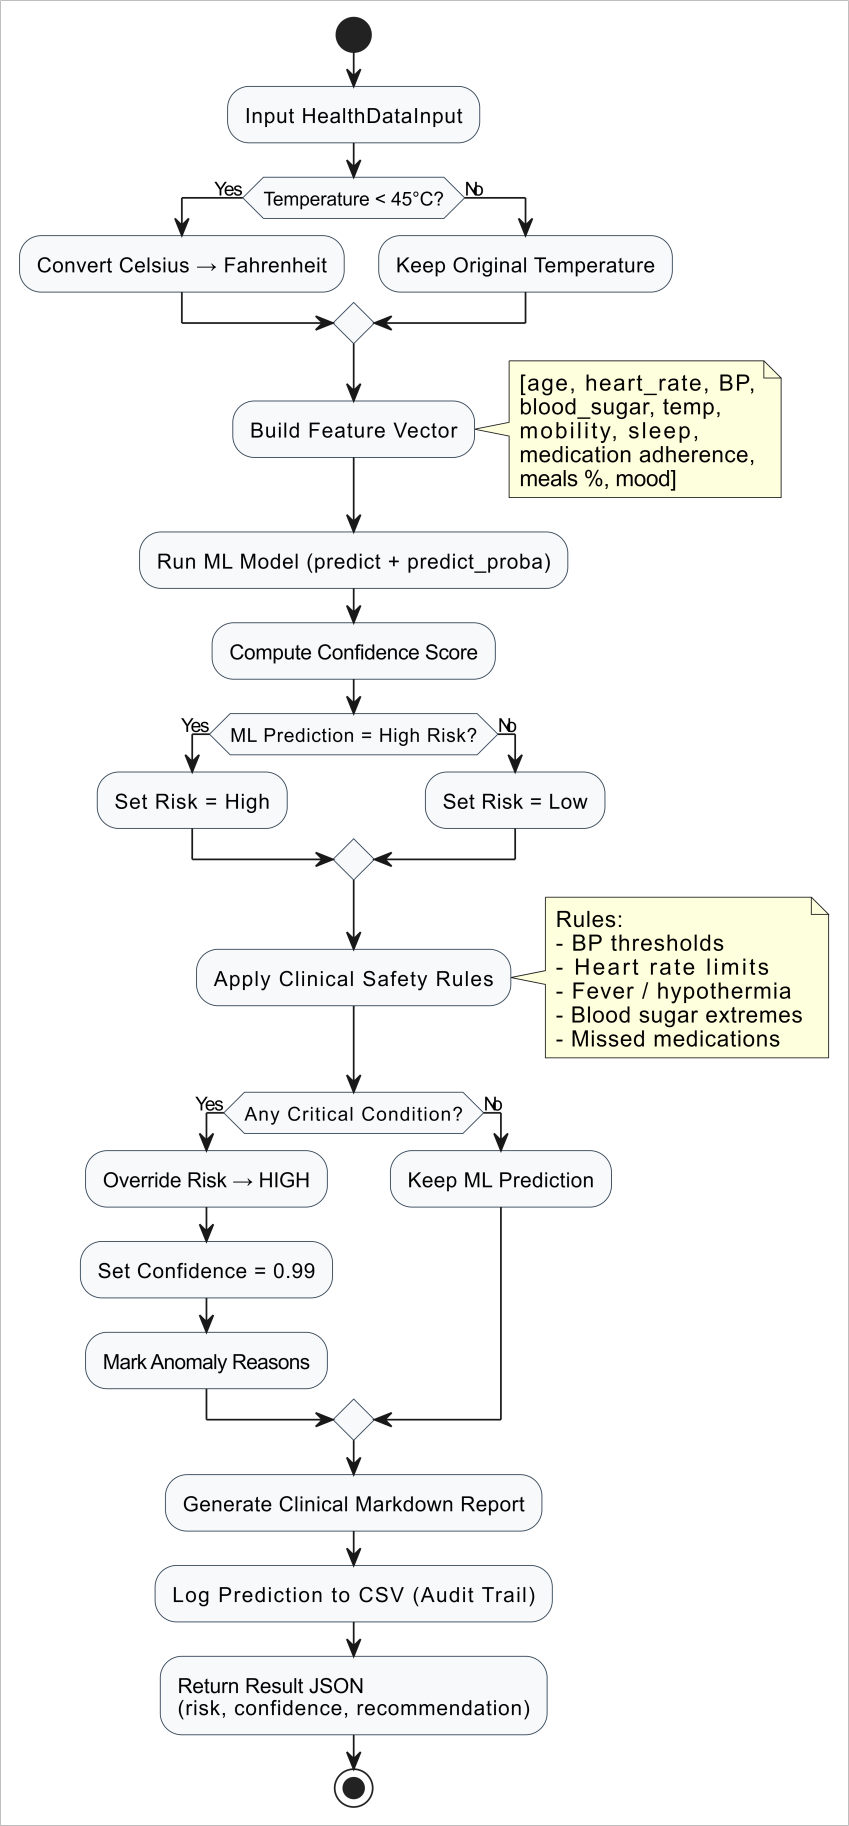 Input HealthDataInput
Yes
Temperature < 45°C?
No
Convert Celsius → Fahrenheit
Keep Original Temperature
Build Feature Vector
[age, heart_rate, BP,
blood_sugar, temp,
mobility, sleep,
medication adherence,
meals %, mood]
Run ML Model (predict + predict_proba)
Compute Confidence Score
Yes
ML Prediction = High Risk?
No
Set Risk = High
Set Risk = Low
Apply Clinical Safety Rules
Rules:
- BP thresholds
- Heart rate limits
- Fever / hypothermia
- Blood sugar extremes
- Missed medications
Yes
Any Critical Condition?
No
Override Risk → HIGH
Keep ML Prediction
Set Confidence = 0.99
Mark Anomaly Reasons
Generate Clinical Markdown Report
Log Prediction to CSV (Audit Trail)
Return Result JSON
(risk, confidence, recommendation)